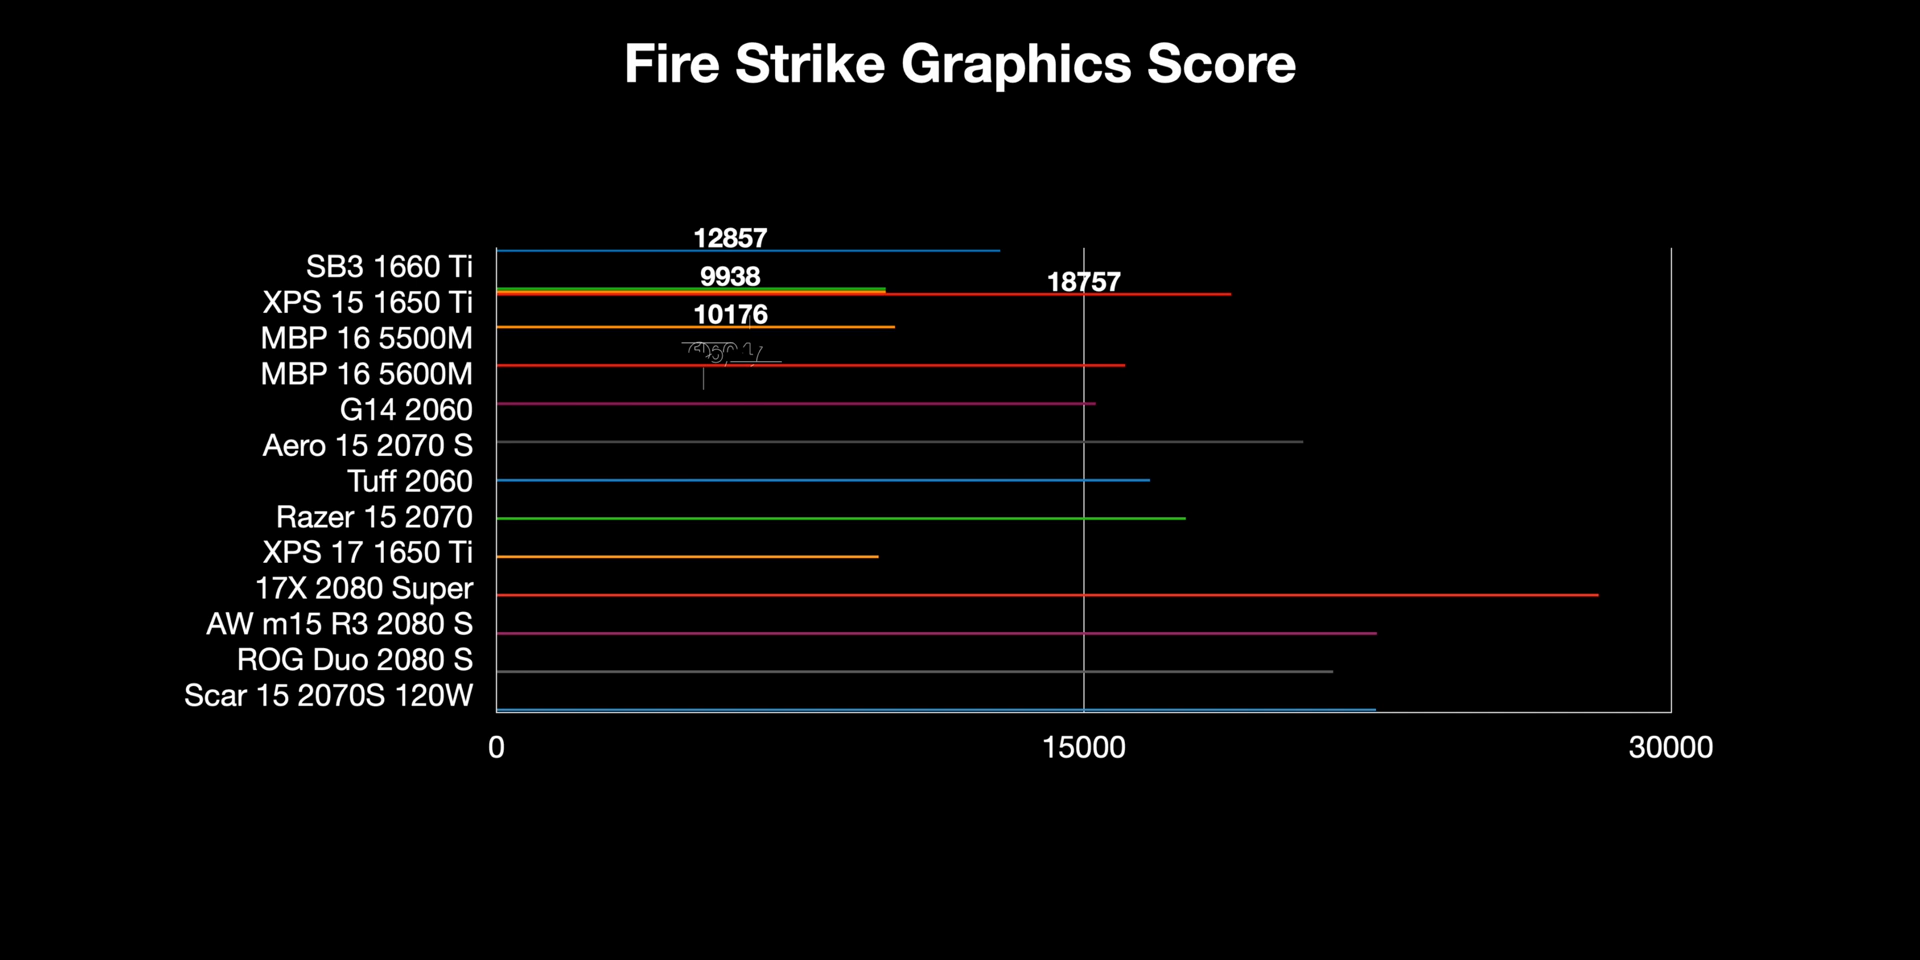 Fire Strike Graphics Score
12857
SB3 1660 Ti
9938
18757
XPS 15 1650 Ti
10176
MBP 16 5500M
MBP 16 5600M
G14 2060
Aero 15 2070 S
Tuff 2060
Razer 15 2070
XPS 17 1650 Ti
17X 2080 Super
AW m15 R3 2080 S
ROG Duo 2080 S
Scar 15 2070S 120W
0 15000 30000